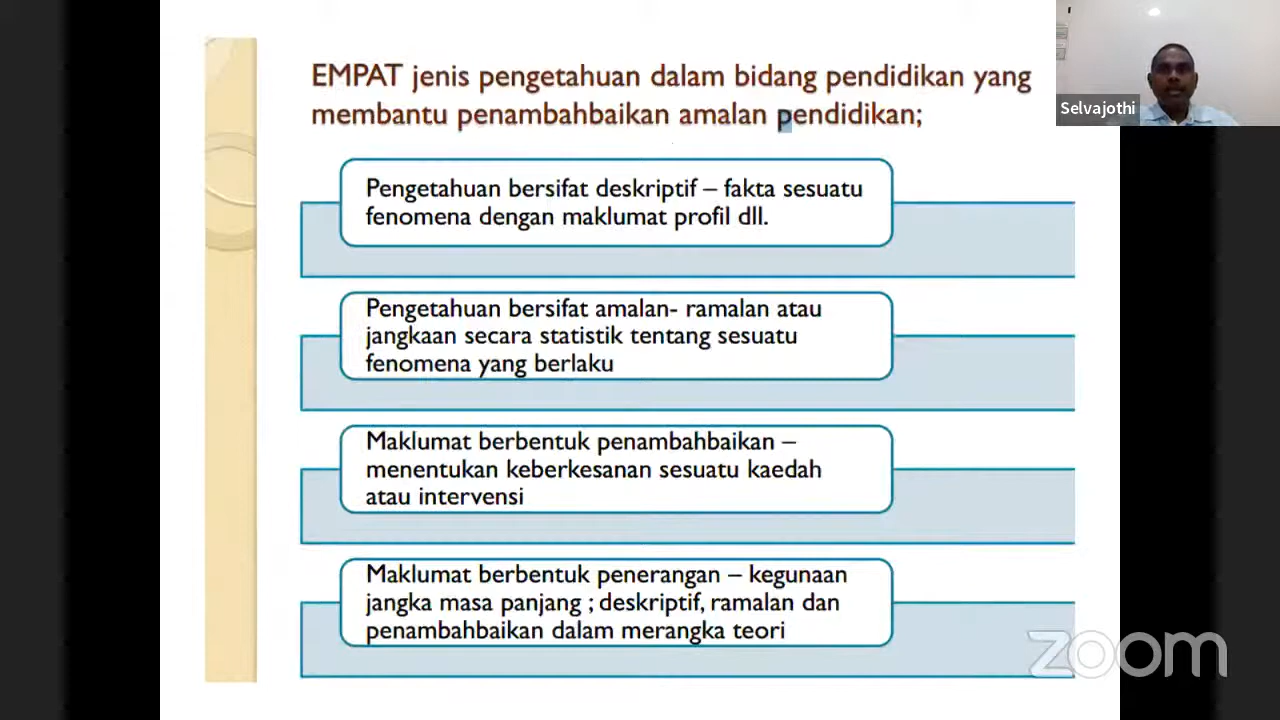 EMPAT jenis pengetahuan dalam bidang pendidikan yang
membantu penambahbaikan amalan pendidikan;
Selvajothi
Pengetahuan bersifat deskriptif – fakta sesuatu
fenomena dengan maklumat profil dll.
Pengetahuan bersifat amalan- ramalan atau
jangkaan secara statistik tentang sesuatu
fenomena yang berlaku
Maklumat berbentuk penambahbaikan –
menentukan keberkesanan sesuatu kaedah
atau intervensi
Maklumat berbentuk penerangan – kegunaan
jangka masa panjang ; deskriptif, ramalan dan
penambahbaikan dalam merangka teori
zoom